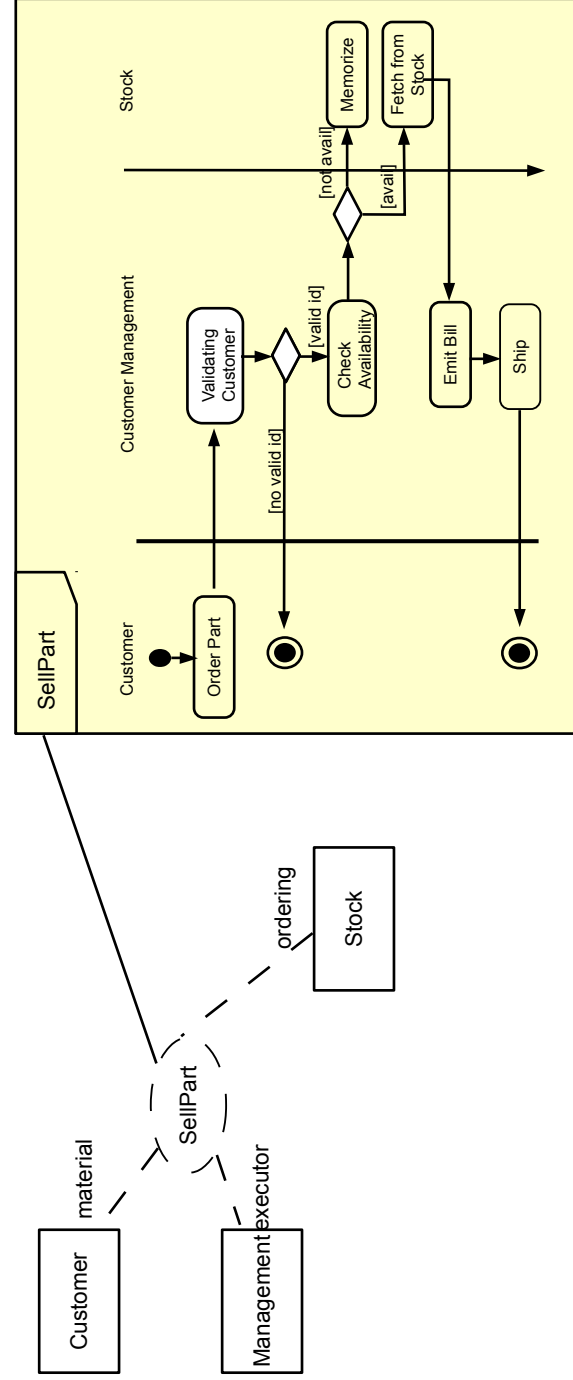 Customer
material
SellPart
Management
executor
ordering
Stock
SellPart
Customer
Customer Management
Stock
Order Part
Validating
Customer
[no valid id]
[valid id]
Check
Availability
[not avail]
[avail]
Memorize
Fetch from
Stock
Emit Bill
Ship